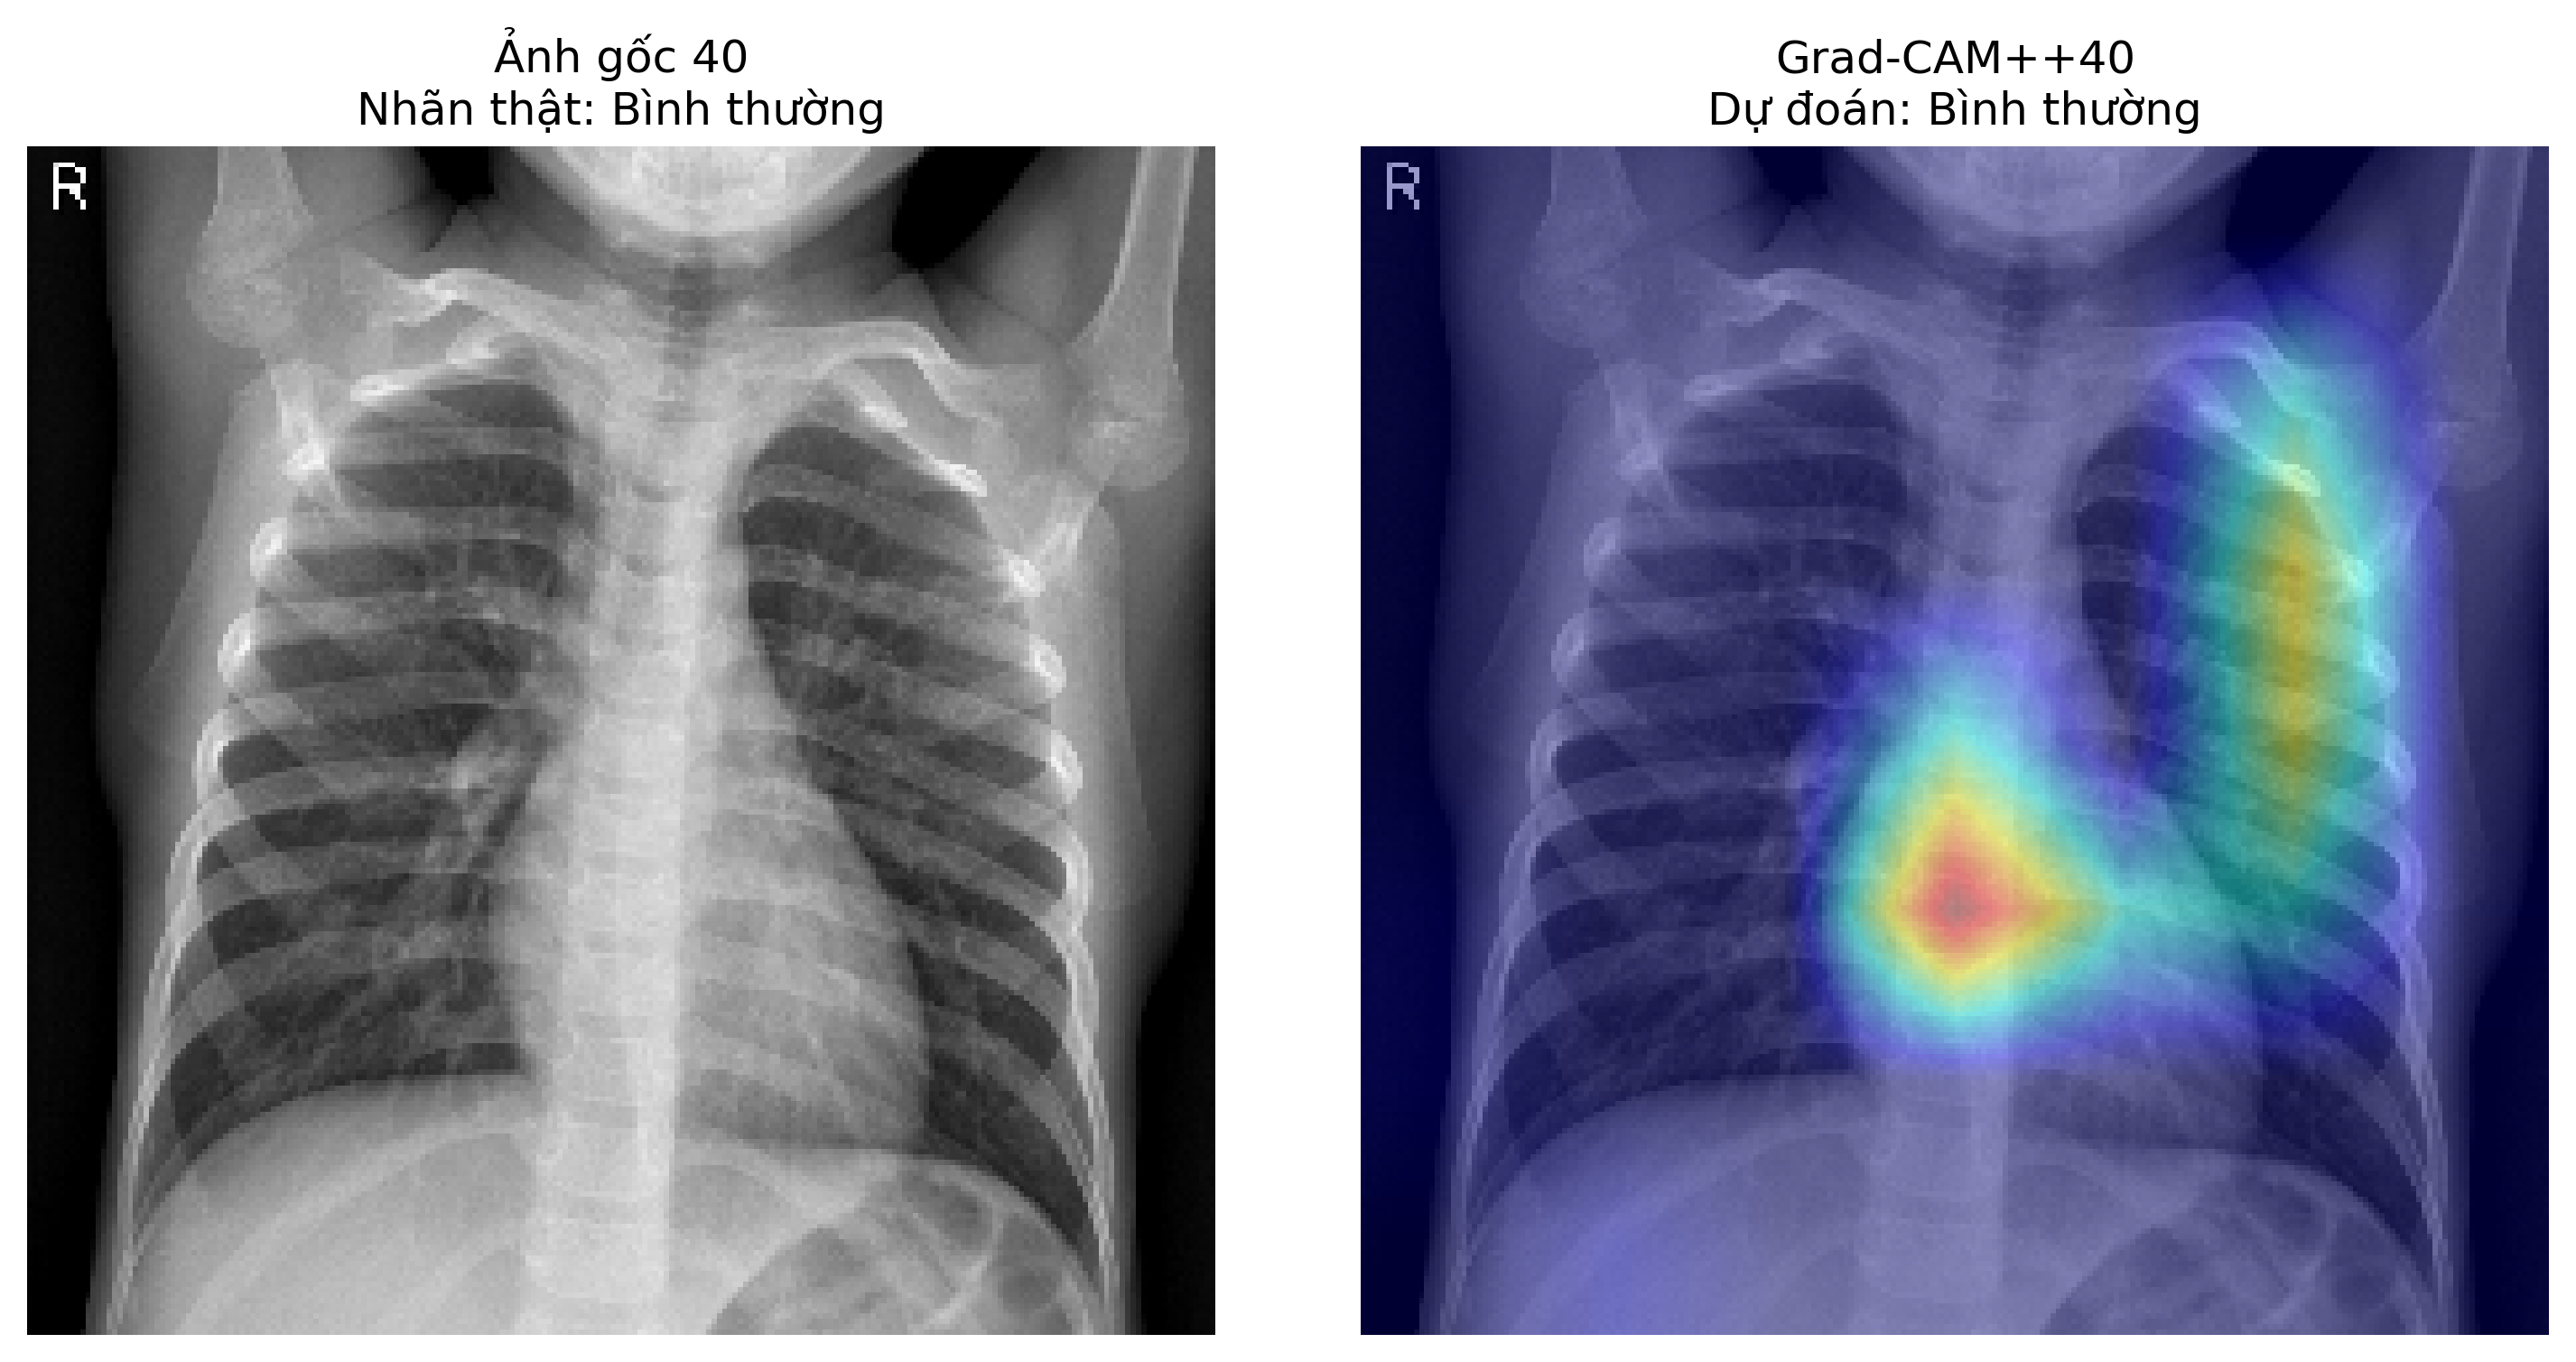 Ảnh gốc 40
Nhãn thật: Bình thường
R
Grad-CAM++40
Dự đoán: Bình thường
R